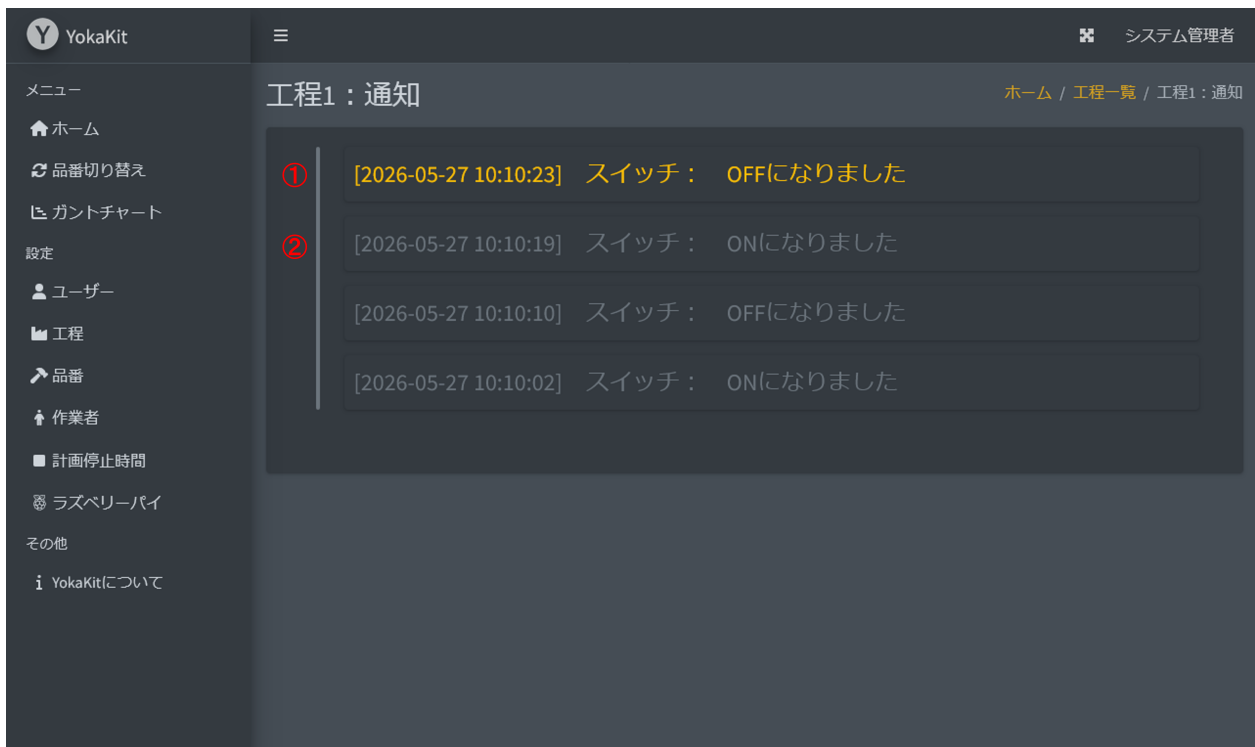 Y YokaKit
システム管理者
メニュー
ホーム
品番切り替え
ガントチャート
設定
ユーザー
工程
品番
作業者
計画停止時間
ラズベリーパイ
その他
YokaKitについて
工程1：通知
ホーム / 工程一覧 / 工程1：通知
① [2026-05-27 10:10:23] スイッチ： OFFになりました
② [2026-05-27 10:10:19] スイッチ： ONになりました
[2026-05-27 10:10:10] スイッチ： OFFになりました
[2026-05-27 10:10:02] スイッチ： ONになりました